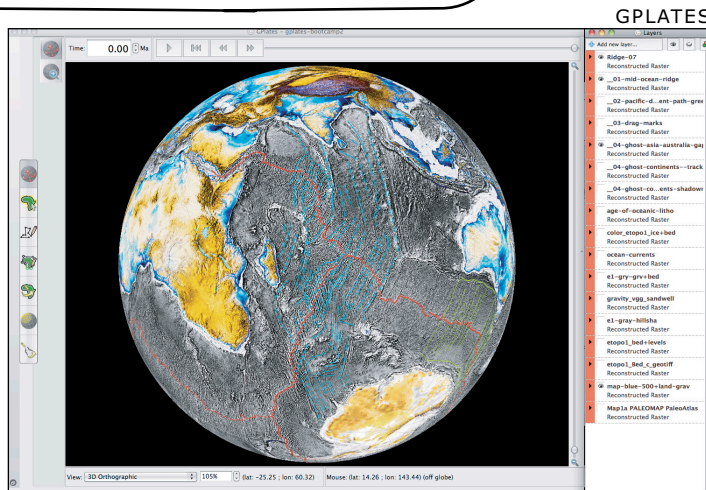 GPLATES
GPlates - gplates-bootcamp2
Time: 0.00 Ma
View: 3D Orthographic 105% (lat: -25.25 ; lon: 60.32) Mouse: (lat: 14.26 ; lon: 143.44) (off globe)
Layers
Add new layer...
Ridge-07
Reconstructed Raster
__01-mid-ocean-ridge
Reconstructed Raster
__02-pacific-d...ent-path-gree
Reconstructed Raster
__03-drag-marks
Reconstructed Raster
__04-ghost-asia-australia-gap
Reconstructed Raster
__04-ghost-continents--track
Reconstructed Raster
__04-ghost-co...ents-shadow
Reconstructed Raster
age-of-oceanic-litho
Reconstructed Raster
color_etopo1_ice+bed
Reconstructed Raster
ocean-currents
Reconstructed Raster
e1-gry-grv+bed
Reconstructed Raster
gravity_vgg_sandwell
Reconstructed Raster
e1-gray-hillsha
Reconstructed Raster
etopo1_bed+levels
Reconstructed Raster
etopo1_Bed_c_geotiff
Reconstructed Raster
map-blue-500+land-grav
Reconstructed Raster
Map1a PALEOMAP PaleoAtlas
Reconstructed Raster